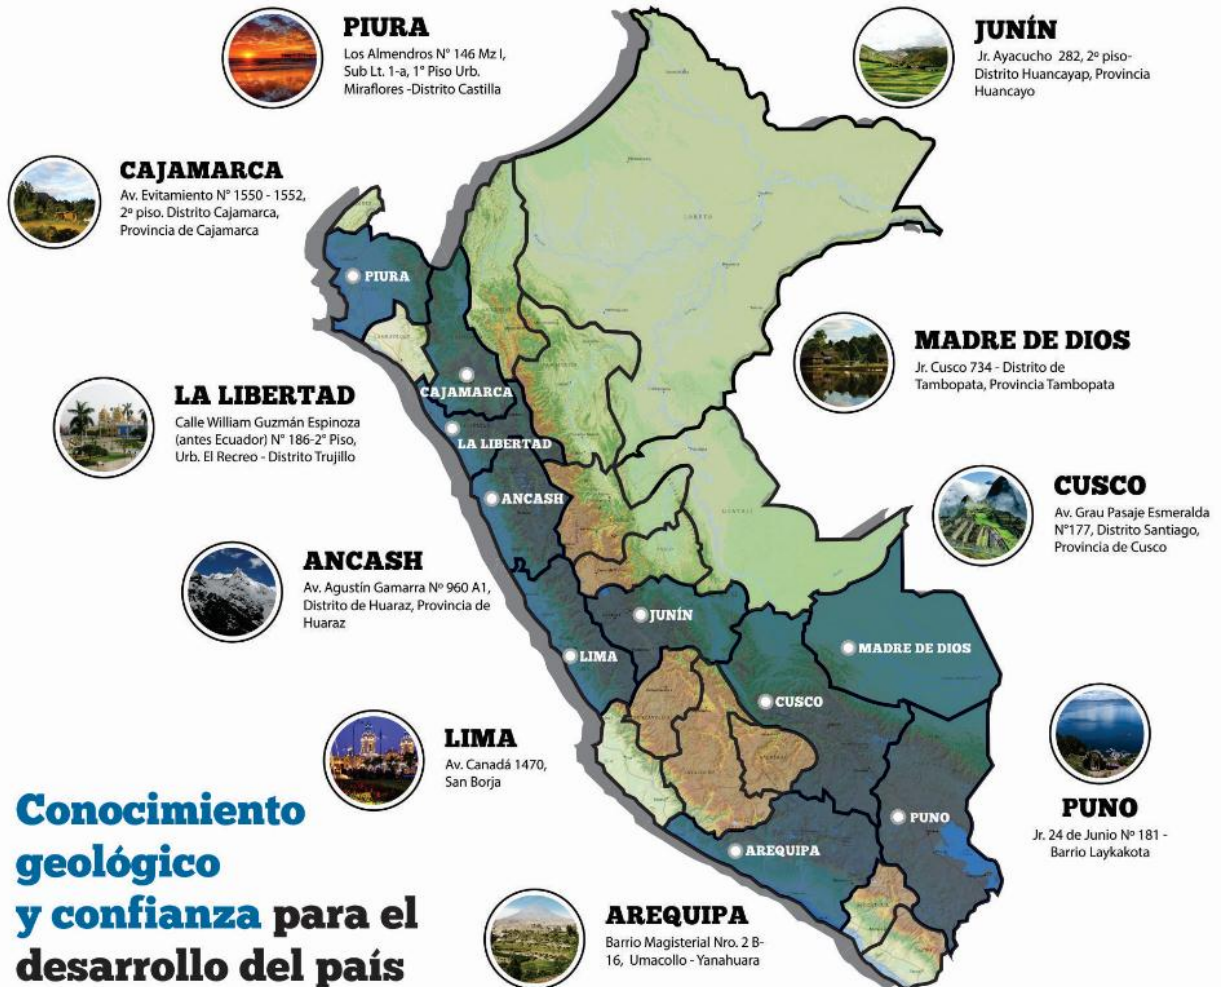 PIURA
Los Almendros N° 146 Mz I,
Sub Lt. 1-a, 1° Piso Urb.
Miraflores -Distrito Castilla
JUNÍN
Jr. Ayacucho 282, 2º piso-
Distrito Huancayap, Provincia
Huancayo
CAJAMARCA
Av. Evitamiento N° 1550 - 1552,
2º piso. Distrito Cajamarca,
Provincia de Cajamarca
MADRE DE DIOS
Jr. Cusco 734 - Distrito de
Tambopata, Provincia Tambopata
LA LIBERTAD
Calle William Guzmán Espinoza
(antes Ecuador) N° 186-2° Piso,
Urb. El Recreo - Distrito Trujillo
CUSCO
Av. Grau Pasaje Esmeralda
N°177, Distrito Santiago,
Provincia de Cusco
ANCASH
Av. Agustín Gamarra Nº 960 A1,
Distrito de Huaraz, Provincia de
Huaraz
LIMA
Av. Canadá 1470,
San Borja
PUNO
Jr. 24 de Junio Nº 181 -
Barrio Laykakota
AREQUIPA
Barrio Magisterial Nro. 2 B-
16, Umacollo - Yanahuara
PIURA
CAJAMARCA
LA LIBERTAD
ANCASH
JUNÍN
LIMA
MADRE DE DIOS
CUSCO
PUNO
AREQUIPA
LORETO
Conocimiento
geológico
y confianza para el
desarrollo del país